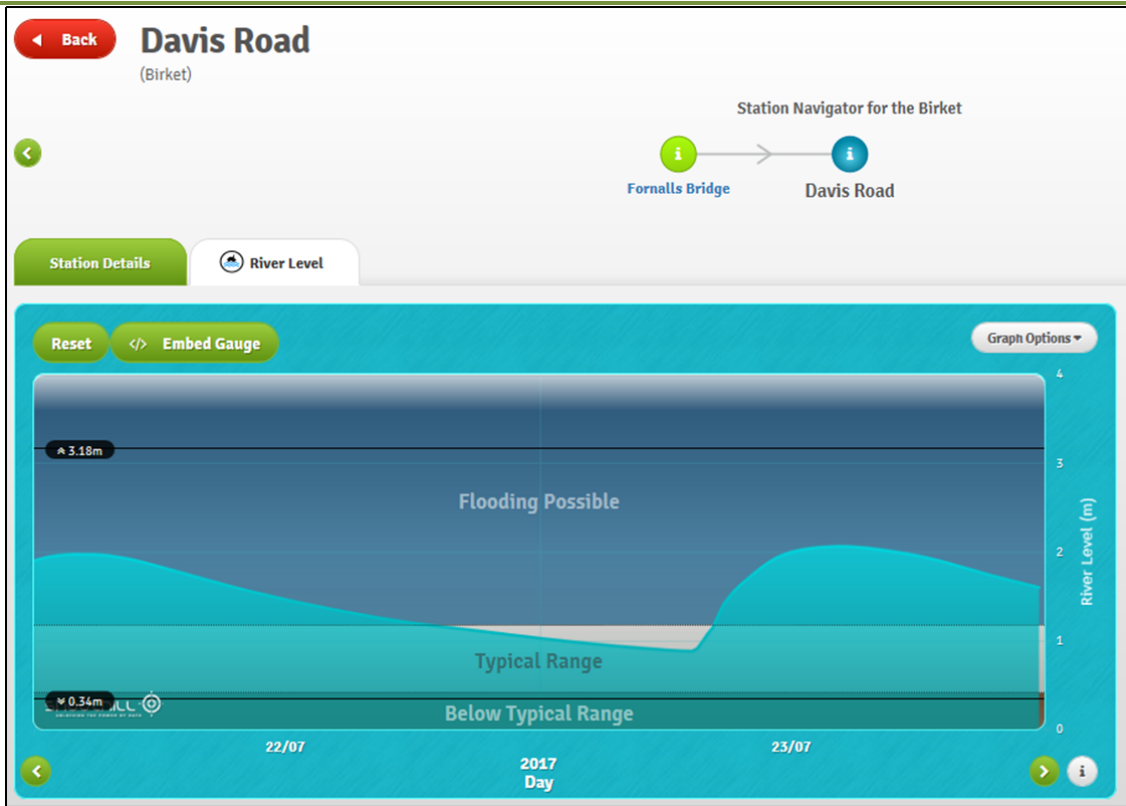 Back
Davis Road
(Birket)
Station Navigator for the Birket
i
i
Fornalls Bridge
Davis Road
Station Details
River Level
Reset
</> Embed Gauge
Graph Options
4
3.18m
3
Flooding Possible
2
River Level (m)
1
Typical Range
0.34m
Below Typical Range
0
22/07
23/07
2017
Day
i